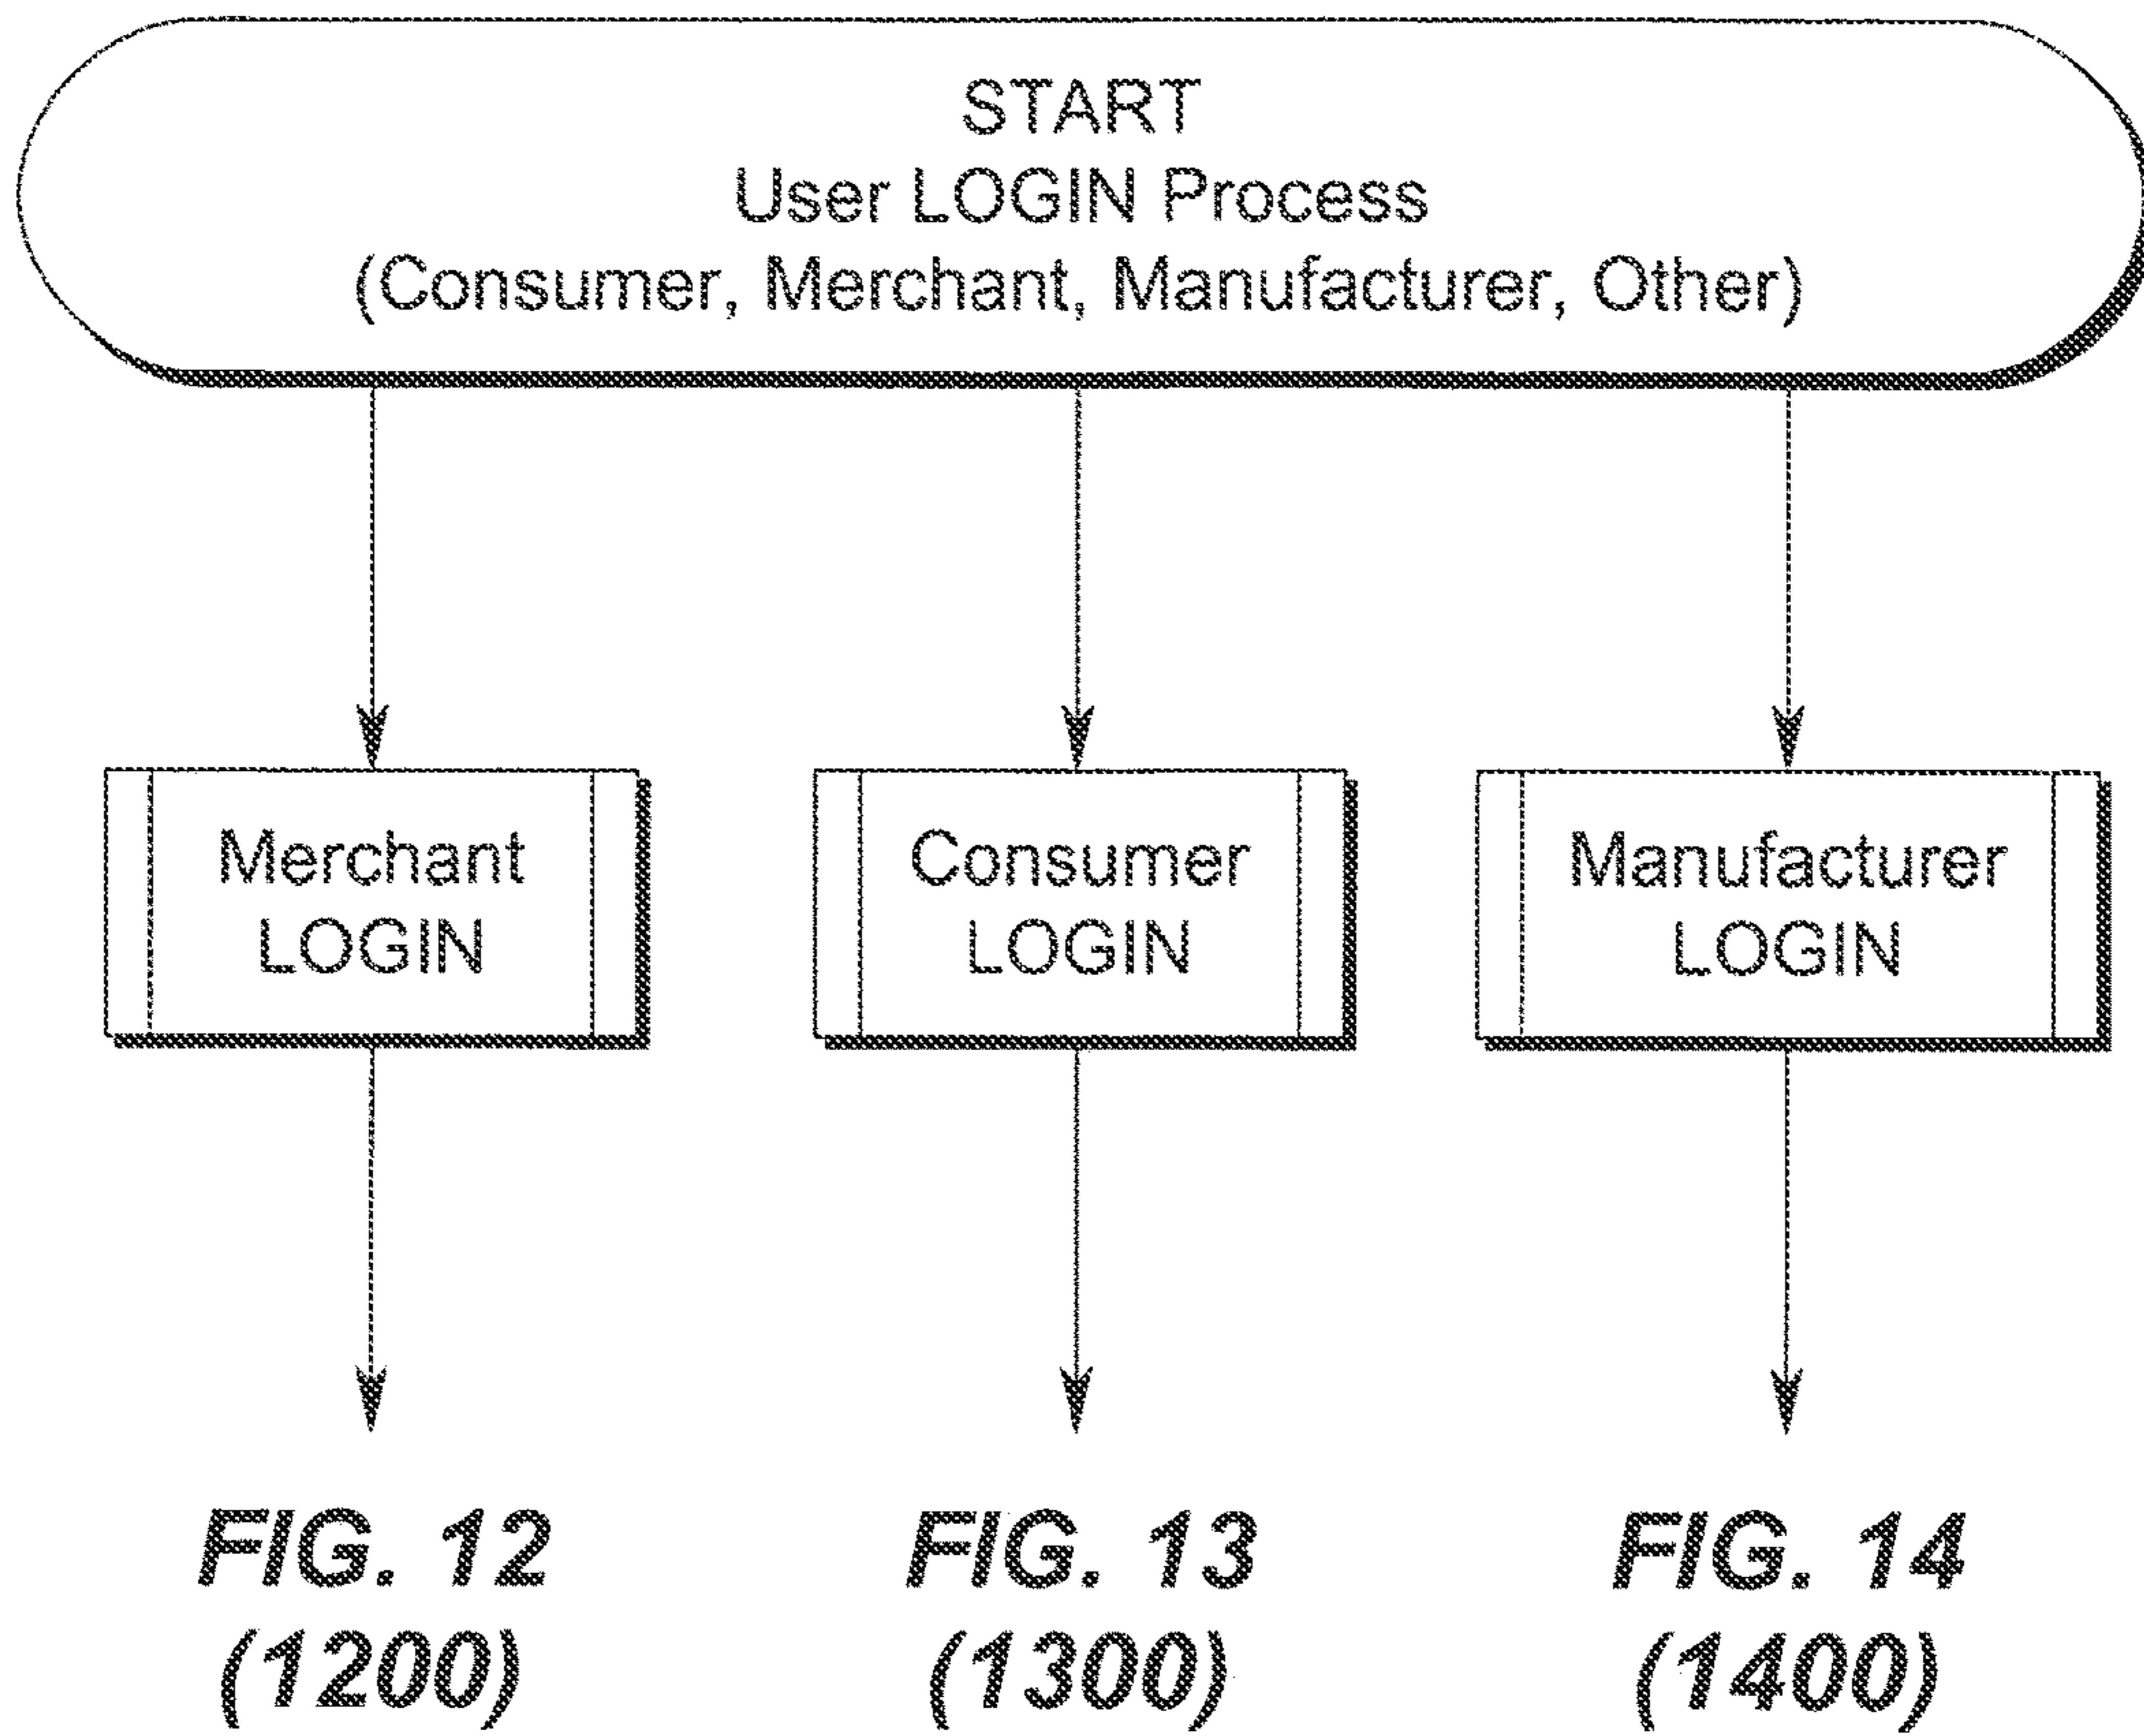 START
User LOGIN Process
(Consumer, Merchant, Manufacturer, Other)
Merchant
LOGIN
Consumer
LOGIN
Manufacturer
LOGIN
FIG. 12
(1200)
FIG. 13
(1300)
FIG. 14
(1400)